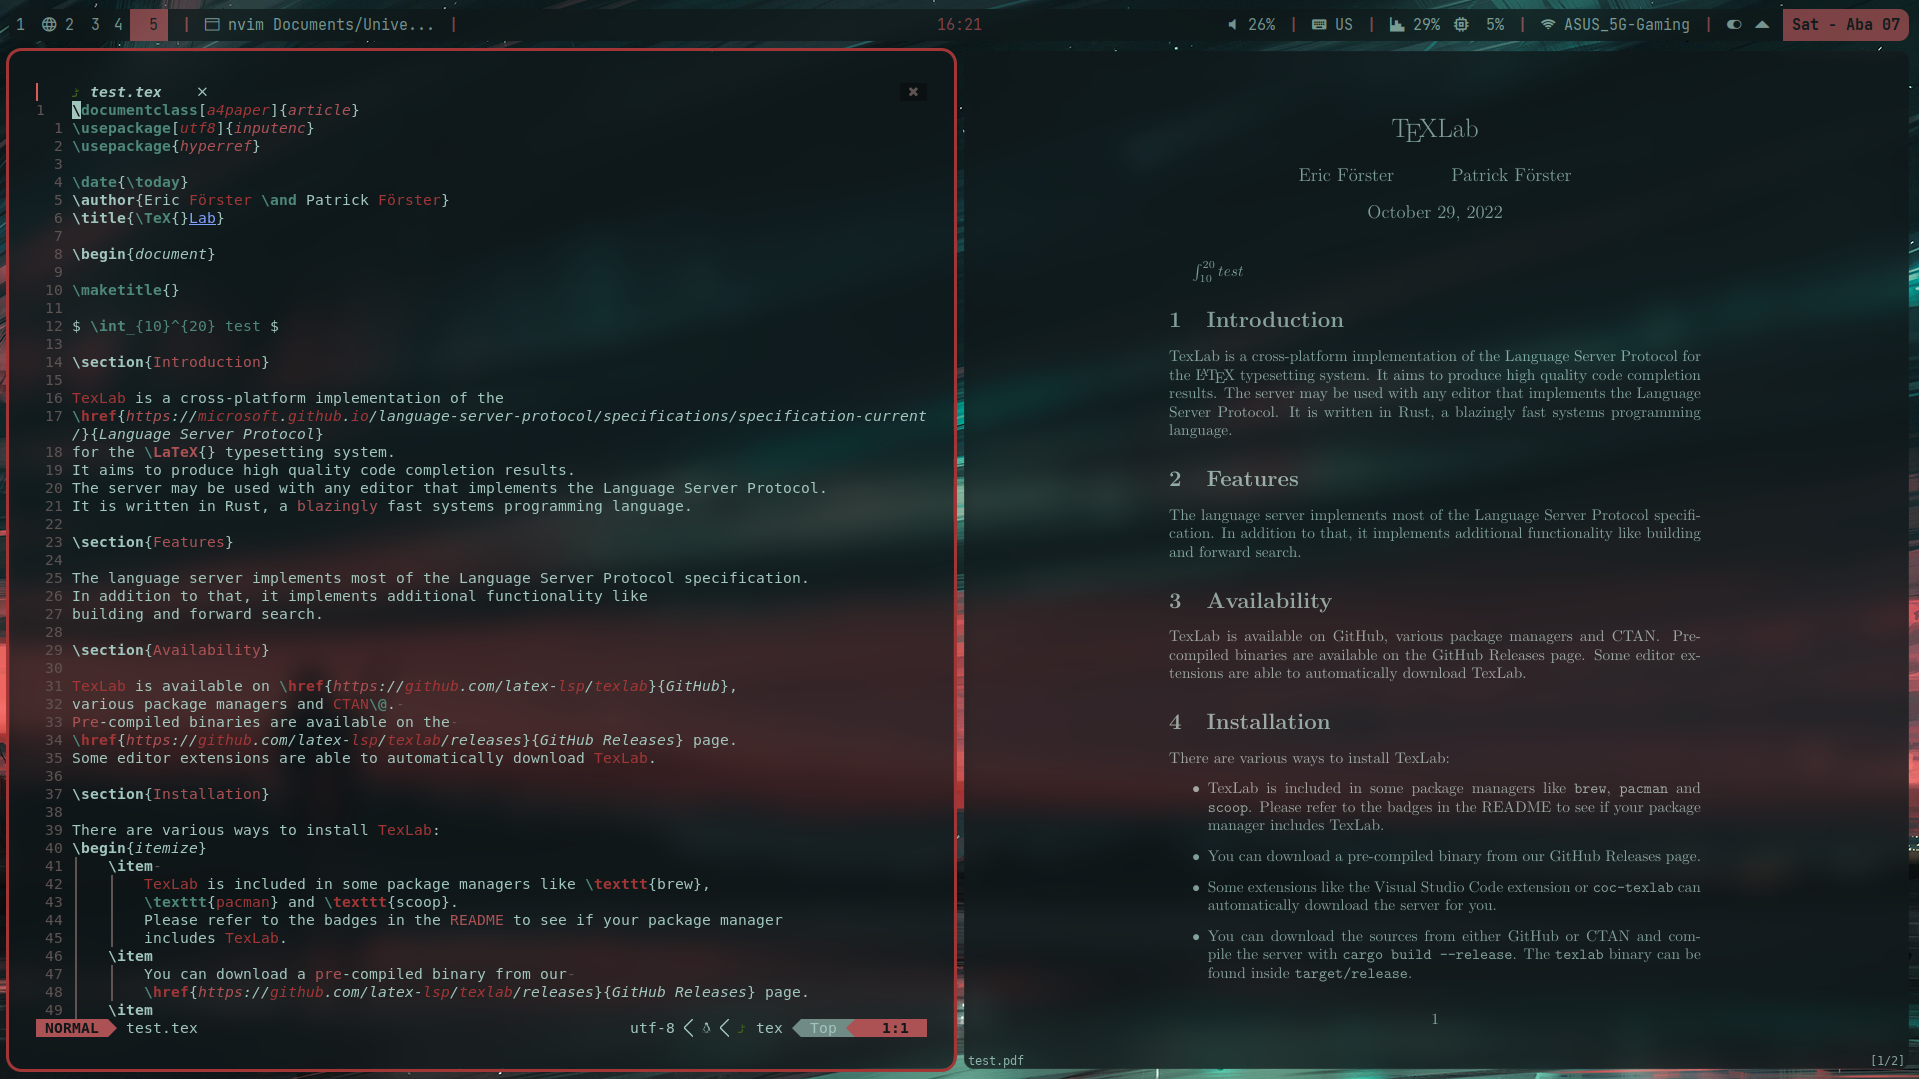 1 2 3 4 5 | nvim Documents/Unive... | 16:21 26% | US | 29% 5% | ASUS_5G-Gaming | Sat - Aba 07
test.tex ×
1 \documentclass[a4paper]{article}
1 \usepackage[utf8]{inputenc}
2 \usepackage{hyperref}
3
4 \date{\today}
5 \author{Eric Förster \and Patrick Förster}
6 \title{\TeX{}Lab}
7
8 \begin{document}
9
10 \maketitle{}
11
12 $ \int_{10}^{20} test $
13
14 \section{Introduction}
15
16 TexLab is a cross-platform implementation of the
17 \href{https://microsoft.github.io/language-server-protocol/specifications/specification-current
/}{Language Server Protocol}
18 for the \LaTeX{} typesetting system.
19 It aims to produce high quality code completion results.
20 The server may be used with any editor that implements the Language Server Protocol.
21 It is written in Rust, a blazingly fast systems programming language.
22
23 \section{Features}
24
25 The language server implements most of the Language Server Protocol specification.
26 In addition to that, it implements additional functionality like
27 building and forward search.
28
29 \section{Availability}
30
31 TexLab is available on \href{https://github.com/latex-lsp/texlab}{GitHub},
32 various package managers and CTAN\@.-
33 Pre-compiled binaries are available on the-
34 \href{https://github.com/latex-lsp/texlab/releases}{GitHub Releases} page.
35 Some editor extensions are able to automatically download TexLab.
36
37 \section{Installation}
38
39 There are various ways to install TexLab:
40 \begin{itemize}
41 \item-
42 TexLab is included in some package managers like \texttt{brew},
43 \texttt{pacman} and \texttt{scoop}.
44 Please refer to the badges in the README to see if your package manager
45 includes TexLab.
46 \item
47 You can download a pre-compiled binary from our-
48 \href{https://github.com/latex-lsp/texlab/releases}{GitHub Releases} page.
49 \item
NORMAL test.tex utf-8 tex Top 1:1
TEXLab
Eric Förster Patrick Förster
October 29, 2022
∫₁₀²⁰ test
1 Introduction
TexLab is a cross-platform implementation of the Language Server Protocol for
the LATEX typesetting system. It aims to produce high quality code completion
results. The server may be used with any editor that implements the Language
Server Protocol. It is written in Rust, a blazingly fast systems programming
language.
2 Features
The language server implements most of the Language Server Protocol specifi-
cation. In addition to that, it implements additional functionality like building
and forward search.
3 Availability
TexLab is available on GitHub, various package managers and CTAN. Pre-
compiled binaries are available on the GitHub Releases page. Some editor ex-
tensions are able to automatically download TexLab.
4 Installation
There are various ways to install TexLab:
• TexLab is included in some package managers like brew, pacman and
scoop. Please refer to the badges in the README to see if your package
manager includes TexLab.
• You can download a pre-compiled binary from our GitHub Releases page.
• Some extensions like the Visual Studio Code extension or coc-texlab can
automatically download the server for you.
• You can download the sources from either GitHub or CTAN and com-
pile the server with cargo build --release. The texlab binary can be
found inside target/release.
1
test.pdf [1/2]